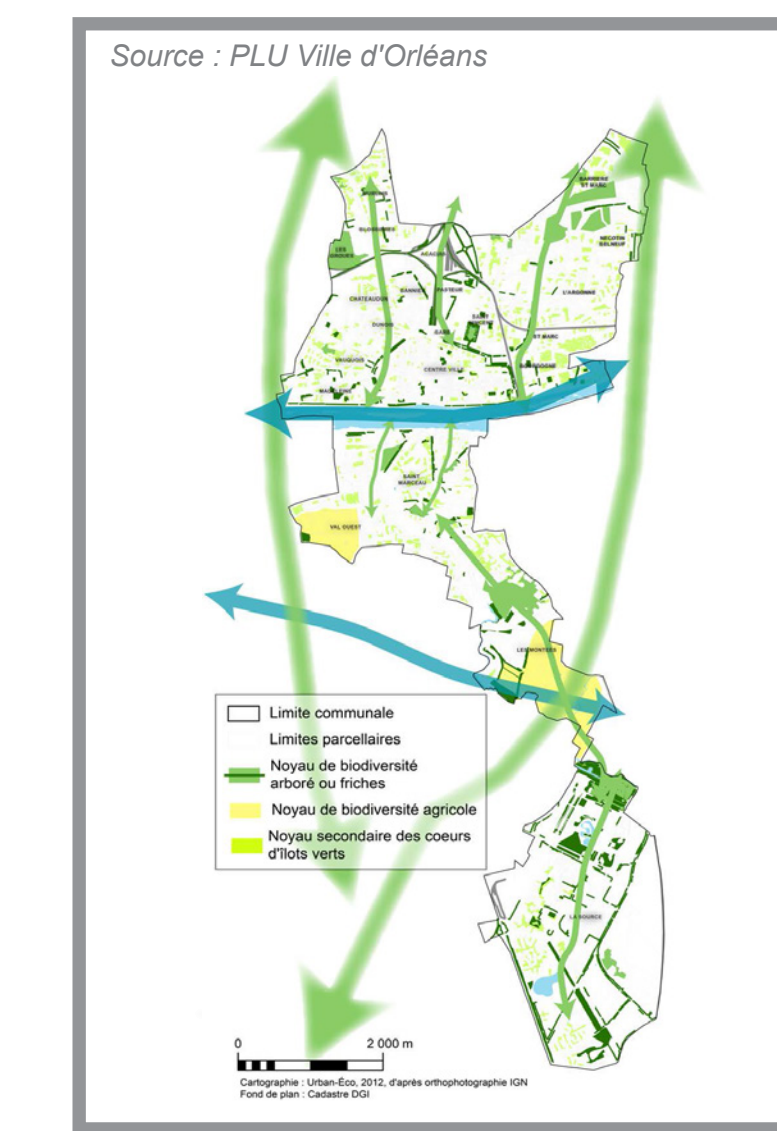 Source : PLU Ville d'Orléans
BARRIERE
ST MARC
LES
GROUES
ACACIAS
L'ARGONNE
CHATEAUDUN
BANNIER
PASTEUR
DUNOIS
SAINT
GARE
ST MARC
VAUQUOIS
CENTRE VILLE
BOURGOGNE
MADELEINE
SAINT
MARCEAU
VAL OUEST
LES MONTEES
LA SOURCE
Limite communale
Limites parcellaires
Noyau de biodiversité
arboré ou friches
Noyau de biodiversité agricole
Noyau secondaire des coeurs
d'îlots verts
0 2 000 m
Cartographie : Urban-Éco, 2012, d'après orthophotographie IGN
Fond de plan : Cadastre DGI